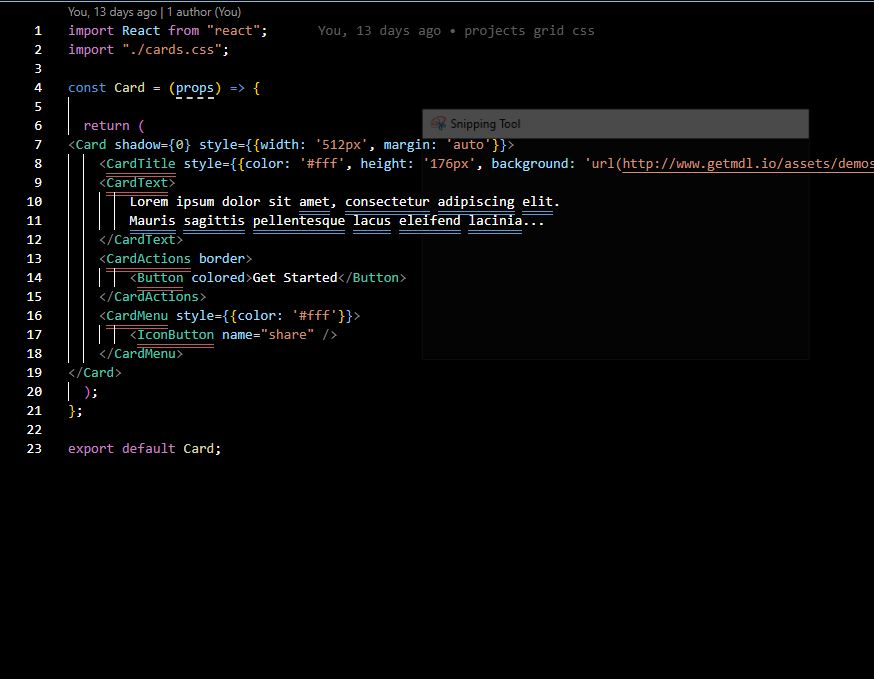 You, 13 days ago | 1 author (You)
1 import React from "react"; You, 13 days ago • projects grid css
2 import "./cards.css";
3
4 const Card = (props) => {
5
6 return (
7 <Card shadow={0} style={{width: '512px', margin: 'auto'}}>
8 <CardTitle style={{color: '#fff', height: '176px', background: 'url(http://www.getmdl.io/assets/demos
9 <CardText>
10 Lorem ipsum dolor sit amet, consectetur adipiscing elit.
11 Mauris sagittis pellentesque lacus eleifend lacinia...
12 </CardText>
13 <CardActions border>
14 <Button colored>Get Started</Button>
15 </CardActions>
16 <CardMenu style={{color: '#fff'}}>
17 <IconButton name="share" />
18 </CardMenu>
19 </Card>
20 );
21 };
22
23 export default Card;
Snipping Tool